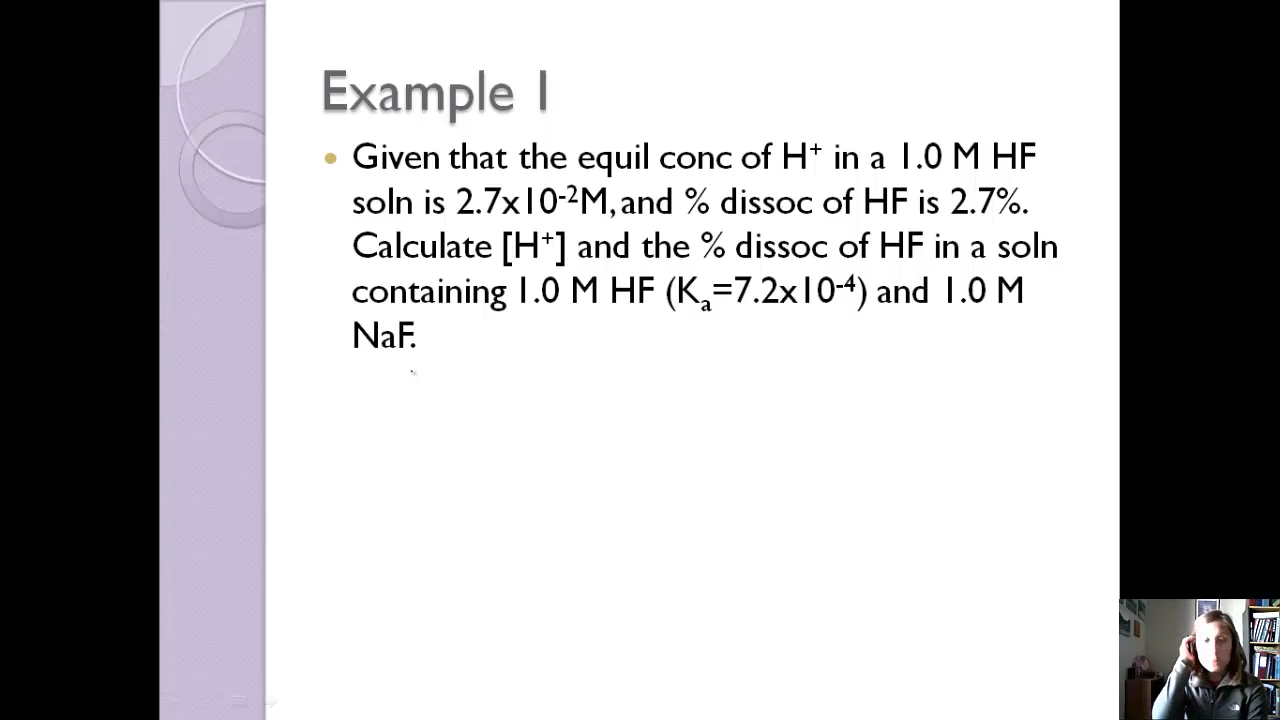 Example 1
Given that the equil conc of H⁺ in a 1.0 M HF
soln is 2.7x10⁻²M, and % dissoc of HF is 2.7%.
Calculate [H⁺] and the % dissoc of HF in a soln
containing 1.0 M HF (Kₐ=7.2x10⁻⁴) and 1.0 M
NaF.